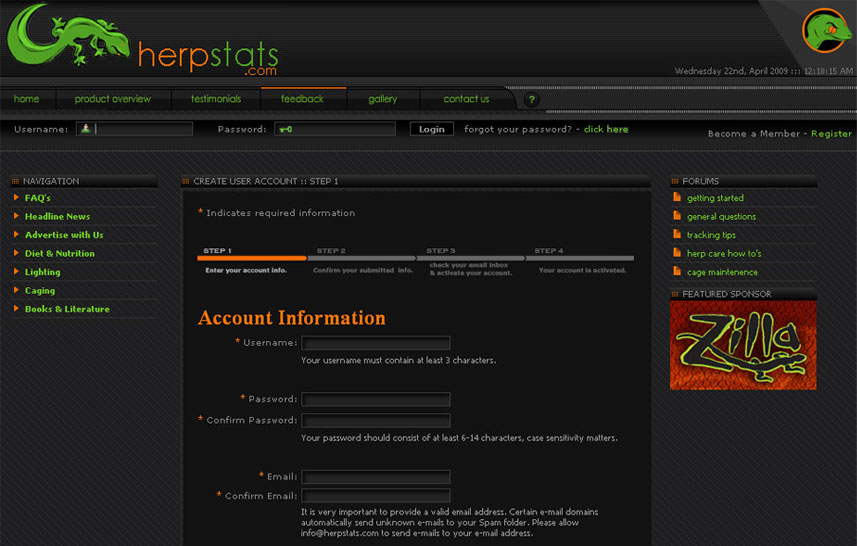 herpstats
.com
Wednesday 22nd, April 2009 ::: 12:18:15 AM
home product overview testimonials feedback gallery contact us ?
Username: Password: Login forgot your password? - click here
Become a Member - Register
NAVIGATION
FAQ's
Headline News
Advertise with Us
Diet & Nutrition
Lighting
Caging
Books & Literature
CREATE USER ACCOUNT :: STEP 1
* Indicates required information
STEP 1 STEP 2 STEP 3 STEP 4
Enter your account info.
Confirm your submitted info.
check your email inbox
& activate your account.
Your account is activated.
Account Information
* Username:
Your username must contain at least 3 characters.
* Password:
* Confirm Password:
Your password should consist of at least 6-14 characters, case sensitivity matters.
* Email:
* Confirm Email:
It is very important to provide a valid email address. Certain e-mail domains
automatically send unknown e-mails to your Spam folder. Please allow
info@herpstats.com to send e-mails to your e-mail address.
FORUMS
getting started
general questions
tracking tips
herp care how to's
cage maintenence
FEATURED SPONSOR
Zilla